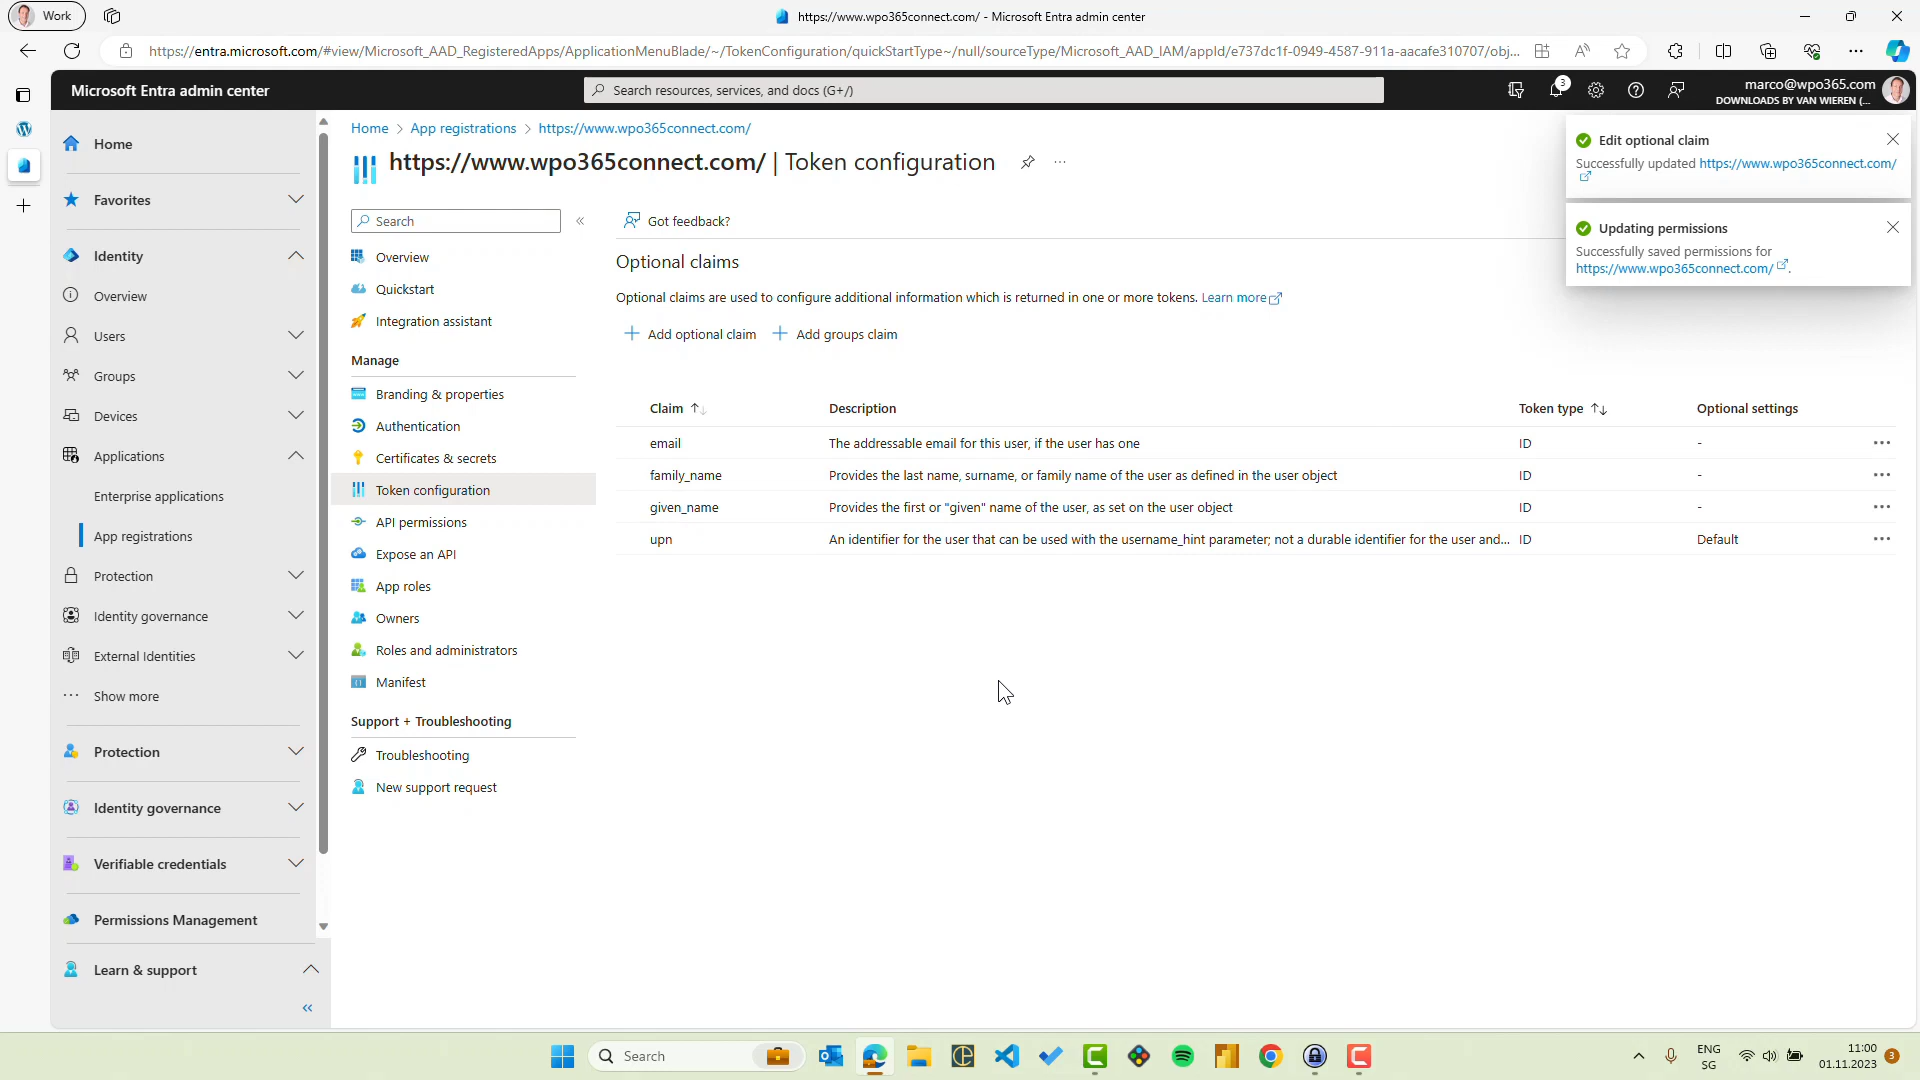 Work
https://www.wpo365connect.com/ - Microsoft Entra admin center
https://entra.microsoft.com/#view/Microsoft_AAD_RegisteredApps/ApplicationMenuBlade/~/TokenConfiguration/quickStartType~/null/sourceType/Microsoft_AAD_IAM/appId/e737dc1f-0949-4587-911a-aacafe310707/obj...
Microsoft Entra admin center
Search resources, services, and docs (G+/)
3
marco@wpo365.com
DOWNLOADS BY VAN WIEREN (...
Home
Favorites
Identity
Overview
Users
Groups
Devices
Applications
Enterprise applications
App registrations
Protection
Identity governance
External Identities
Show more
Protection
Identity governance
Verifiable credentials
Permissions Management
Learn & support
Home > App registrations > https://www.wpo365connect.com/
https://www.wpo365connect.com/ | Token configuration
Search
Overview
Quickstart
Integration assistant
Manage
Branding & properties
Authentication
Certificates & secrets
Token configuration
API permissions
Expose an API
App roles
Owners
Roles and administrators
Manifest
Support + Troubleshooting
Troubleshooting
New support request
Got feedback?
Optional claims
Optional claims are used to configure additional information which is returned in one or more tokens. Learn more
Add optional claim Add groups claim
Claim Description Token type Optional settings
email The addressable email for this user, if the user has one ID -
family_name Provides the last name, surname, or family name of the user as defined in the user object ID -
given_name Provides the first or "given" name of the user, as set on the user object ID -
upn An identifier for the user that can be used with the username_hint parameter; not a durable identifier for the user and... ID Default
Edit optional claim
Successfully updated https://www.wpo365connect.com/
Updating permissions
Successfully saved permissions for
https://www.wpo365connect.com/ .
Search
ENG
SG
11:00
01.11.2023
3